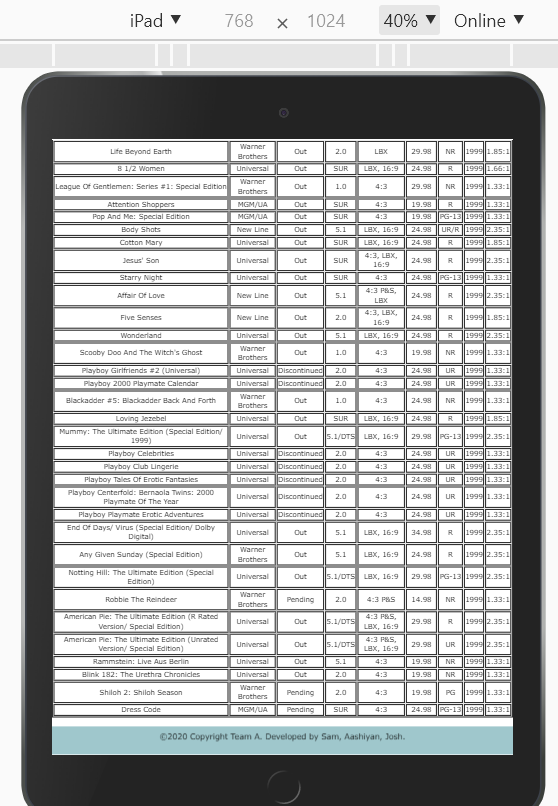 iPad ▼ 768 × 1024 40% ▼ Online ▼
Life Beyond Earth Warner Brothers Out 2.0 LBX 29.98 NR 1999 1.85:1
8 1/2 Women Universal Out SUR LBX, 16:9 24.98 R 1999 1.66:1
League Of Gentlemen: Series #1: Special Edition Warner Brothers Out 1.0 4:3 29.98 NR 1999 1.33:1
Attention Shoppers MGM/UA Out SUR 4:3 19.98 R 1999 1.33:1
Pop And Me: Special Edition MGM/UA Out SUR 4:3 19.98 PG-13 1999 1.33:1
Body Shots New Line Out 5.1 LBX, 16:9 24.98 UR/R 1999 2.35:1
Cotton Mary Universal Out SUR LBX, 16:9 24.98 R 1999 1.85:1
Jesus' Son Universal Out SUR 4:3, LBX, 16:9 24.98 R 1999 2.35:1
Starry Night Universal Out SUR 4:3 24.98 PG-13 1999 1.33:1
Affair Of Love New Line Out 5.1 4:3 P&S, LBX 24.98 R 1999 2.35:1
Five Senses New Line Out 2.0 4:3, LBX, 16:9 24.98 R 1999 1.85:1
Wonderland Universal Out 5.1 LBX, 16:9 24.98 R 1999 2.35:1
Scooby Doo And The Witch's Ghost Warner Brothers Out 1.0 4:3 19.98 NR 1999 1.33:1
Playboy Girlfriends #2 (Universal) Universal Discontinued 2.0 4:3 24.98 UR 1999 1.33:1
Playboy 2000 Playmate Calendar Universal Discontinued 2.0 4:3 24.98 UR 1999 1.33:1
Blackadder #5: Blackadder Back And Forth Warner Brothers Out 1.0 4:3 24.98 NR 1999 1.33:1
Loving Jezebel Universal Out SUR LBX, 16:9 24.98 R 1999 1.85:1
Mummy: The Ultimate Edition (Special Edition/ 1999) Universal Out 5.1/DTS LBX, 16:9 29.98 PG-13 1999 2.35:1
Playboy Celebrities Universal Discontinued 2.0 4:3 24.98 UR 1999 1.33:1
Playboy Club Lingerie Universal Discontinued 2.0 4:3 24.98 UR 1999 1.33:1
Playboy Tales Of Erotic Fantasies Universal Discontinued 2.0 4:3 24.98 UR 1999 1.33:1
Playboy Centerfold: Bernaola Twins: 2000 Playmate Of The Year Universal Discontinued 2.0 4:3 24.98 UR 1999 1.33:1
Playboy Playmate Erotic Adventures Universal Discontinued 2.0 4:3 24.98 UR 1999 1.33:1
End Of Days/ Virus (Special Edition/ Dolby Digital) Universal Out 5.1 LBX, 16:9 34.98 R 1999 2.35:1
Any Given Sunday (Special Edition) Warner Brothers Out 5.1 LBX, 16:9 24.98 R 1999 2.35:1
Notting Hill: The Ultimate Edition (Special Edition) Universal Out 5.1/DTS LBX, 16:9 29.98 PG-13 1999 2.35:1
Robbie The Reindeer Warner Brothers Pending 2.0 4:3 P&S 14.98 NR 1999 1.33:1
American Pie: The Ultimate Edition (R Rated Version/ Special Edition) Universal Out 5.1/DTS 4:3 P&S, LBX, 16:9 29.98 R 1999 2.35:1
American Pie: The Ultimate Edition (Unrated Version/ Special Edition) Universal Out 5.1/DTS 4:3 P&S, LBX, 16:9 29.98 UR 1999 2.35:1
Rammstein: Live Aus Berlin Universal Out 5.1 4:3 19.98 NR 1999 1.33:1
Blink 182: The Urethra Chronicles Universal Out 2.0 4:3 19.98 NR 1999 1.33:1
Shiloh 2: Shiloh Season Warner Brothers Pending 2.0 4:3 19.98 PG 1999 1.33:1
Dress Code MGM/UA Pending SUR 4:3 24.98 PG-13 1999 1.33:1
©2020 Copyright Team A. Developed by Sam, Aashiyan, Josh.